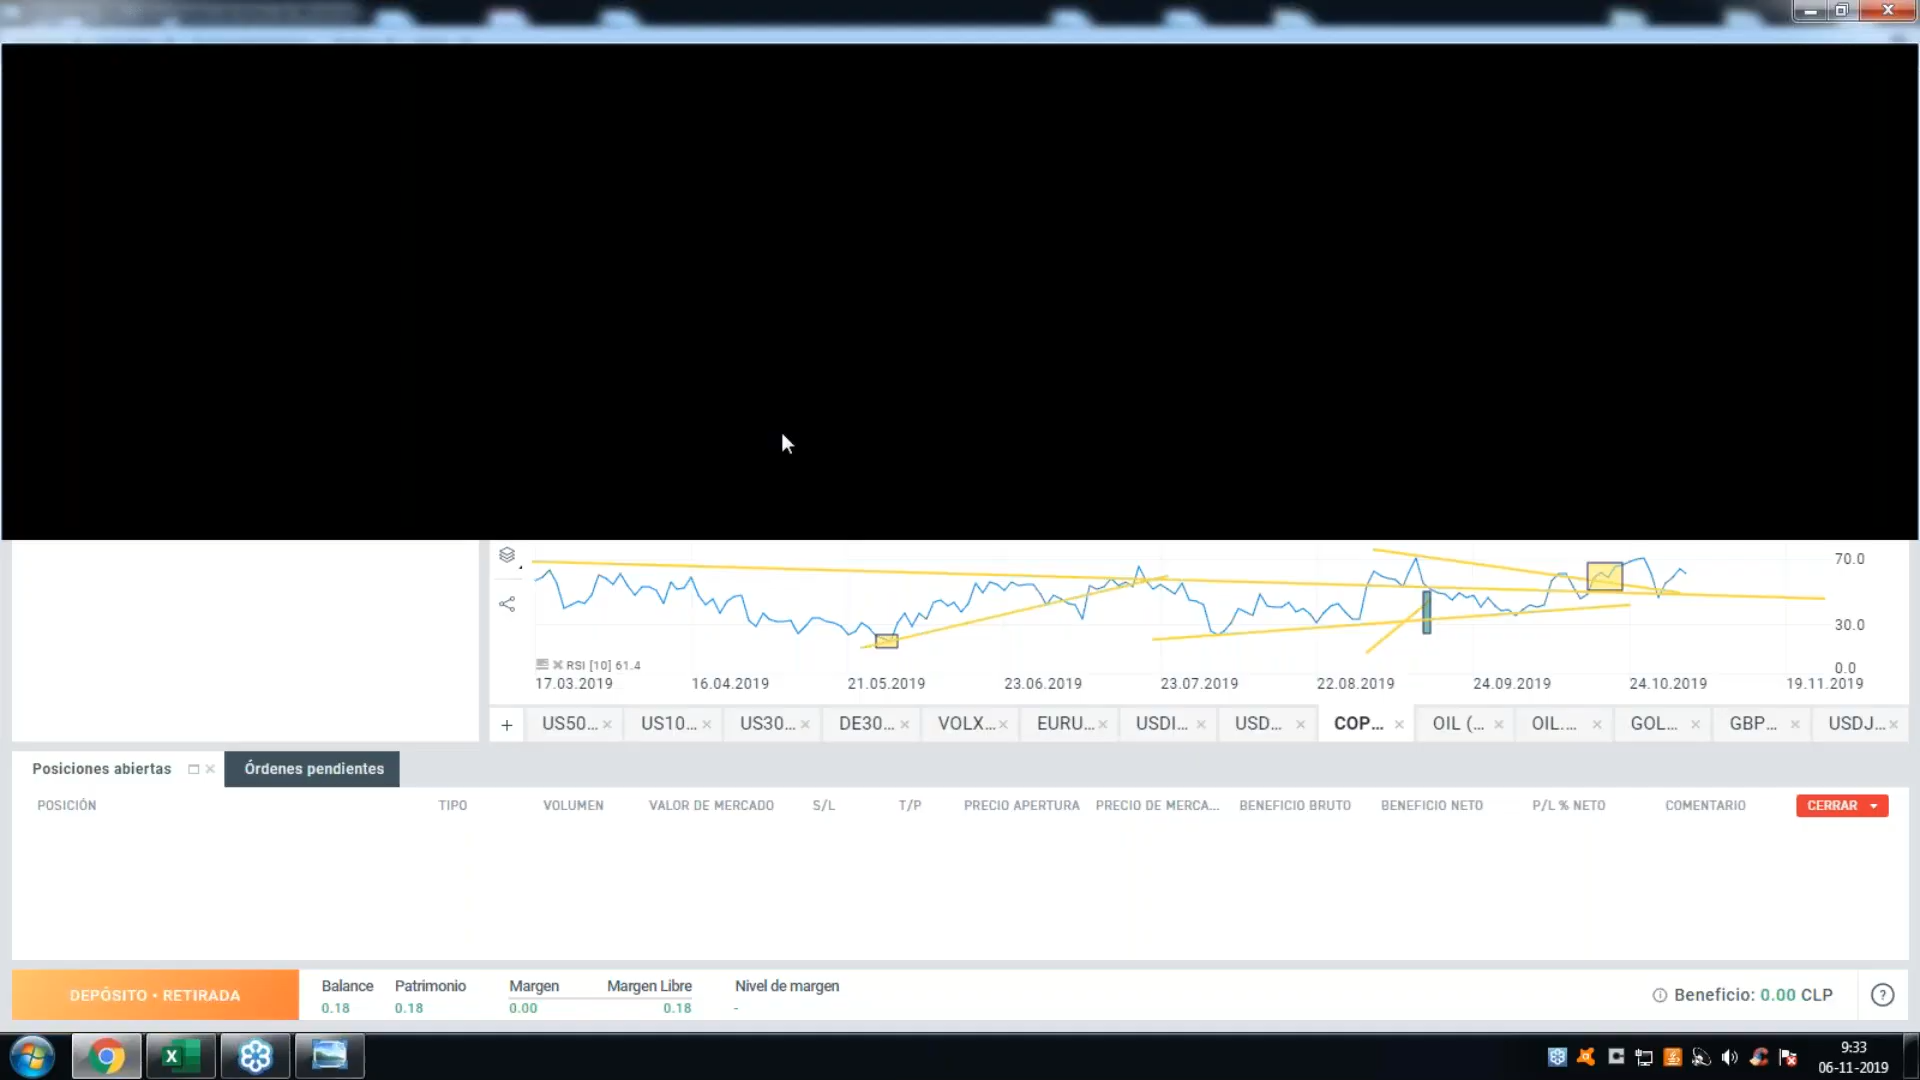 70.0
30.0
0.0
RSI [10] 61.4
17.03.2019 16.04.2019 21.05.2019 23.06.2019 23.07.2019 22.08.2019 24.09.2019 24.10.2019 19.11.2019
+ US50... × US10... × US30... × DE30... × VOLX... × EURU... × USDI... × USD... × COP... × OIL (... × OIL.... × GOL... × GBP... × USDJ... ×
Posiciones abiertas × Órdenes pendientes
POSICIÓN TIPO VOLUMEN VALOR DE MERCADO S/L T/P PRECIO APERTURA PRECIO DE MERCA... BENEFICIO BRUTO BENEFICIO NETO P/L % NETO COMENTARIO CERRAR
DEPÓSITO • RETIRADA
Balance Patrimonio Margen Margen Libre Nivel de margen
0.18 0.18 0.00 0.18 -
Beneficio: 0.00 CLP ?
9:33
06-11-2019